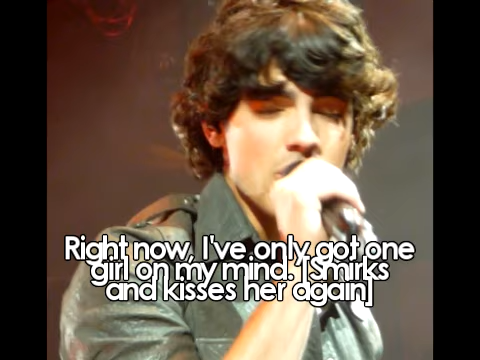 Right now, I've only got one
girl on my mind. [Smirks
and kisses her again]